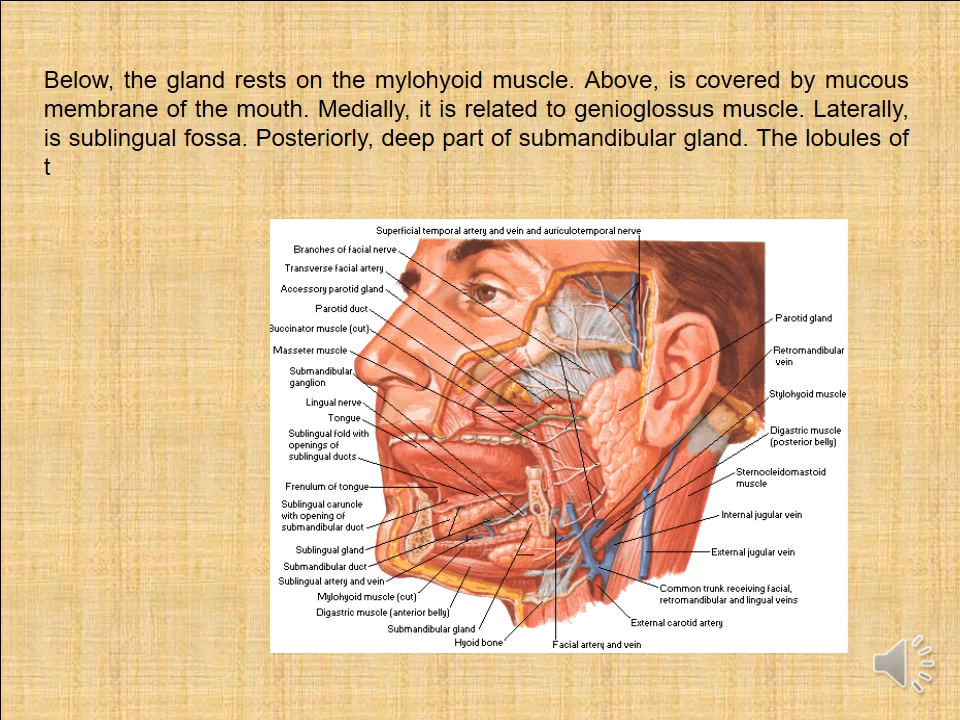 Below, the gland rests on the mylohyoid muscle. Above, is covered by mucous
membrane of the mouth. Medially, it is related to genioglossus muscle. Laterally,
is sublingual fossa. Posteriorly, deep part of submandibular gland. The lobules of
t
Superficial temporal artery and vein and auriculotemporal nerve
Branches of facial nerve
Transverse facial artery
Accessory parotid gland
Parotid duct
Buccinator muscle (cut)
Masseter muscle
Submandibular
ganglion
Lingual nerve
Tongue
Sublingual fold with
openings of
sublingual ducts
Frenulum of tongue
Sublingual caruncle
with opening of
submandibular duct
Sublingual gland
Submandibular duct
Sublingual artery and vein
Mylohyoid muscle (cut)
Digastric muscle (anterior belly)
Submandibular gland
Hyoid bone
Facial artery and vein
Parotid gland
Retromandibular
vein
Stylohyoid muscle
Digastric muscle
(posterior belly)
Sternocleidomastoid
muscle
Internal jugular vein
External jugular vein
Common trunk receiving facial,
retromandibular and lingual veins
External carotid artery